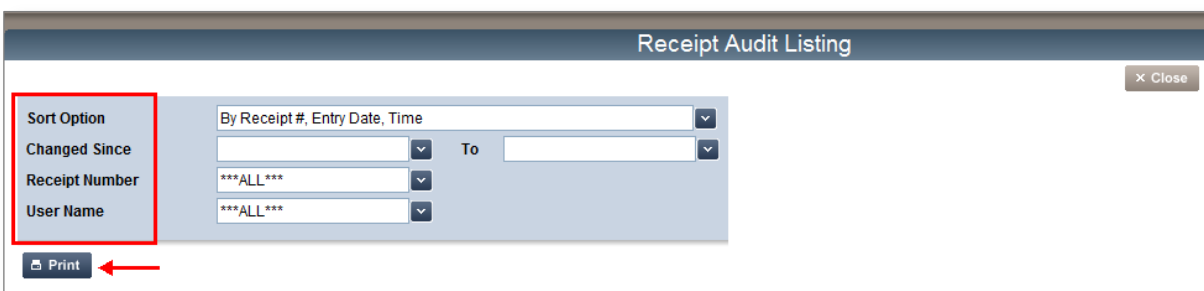 Receipt Audit Listing
× Close
Sort Option By Receipt #, Entry Date, Time
Changed Since To
Receipt Number ***ALL***
User Name ***ALL***
Print